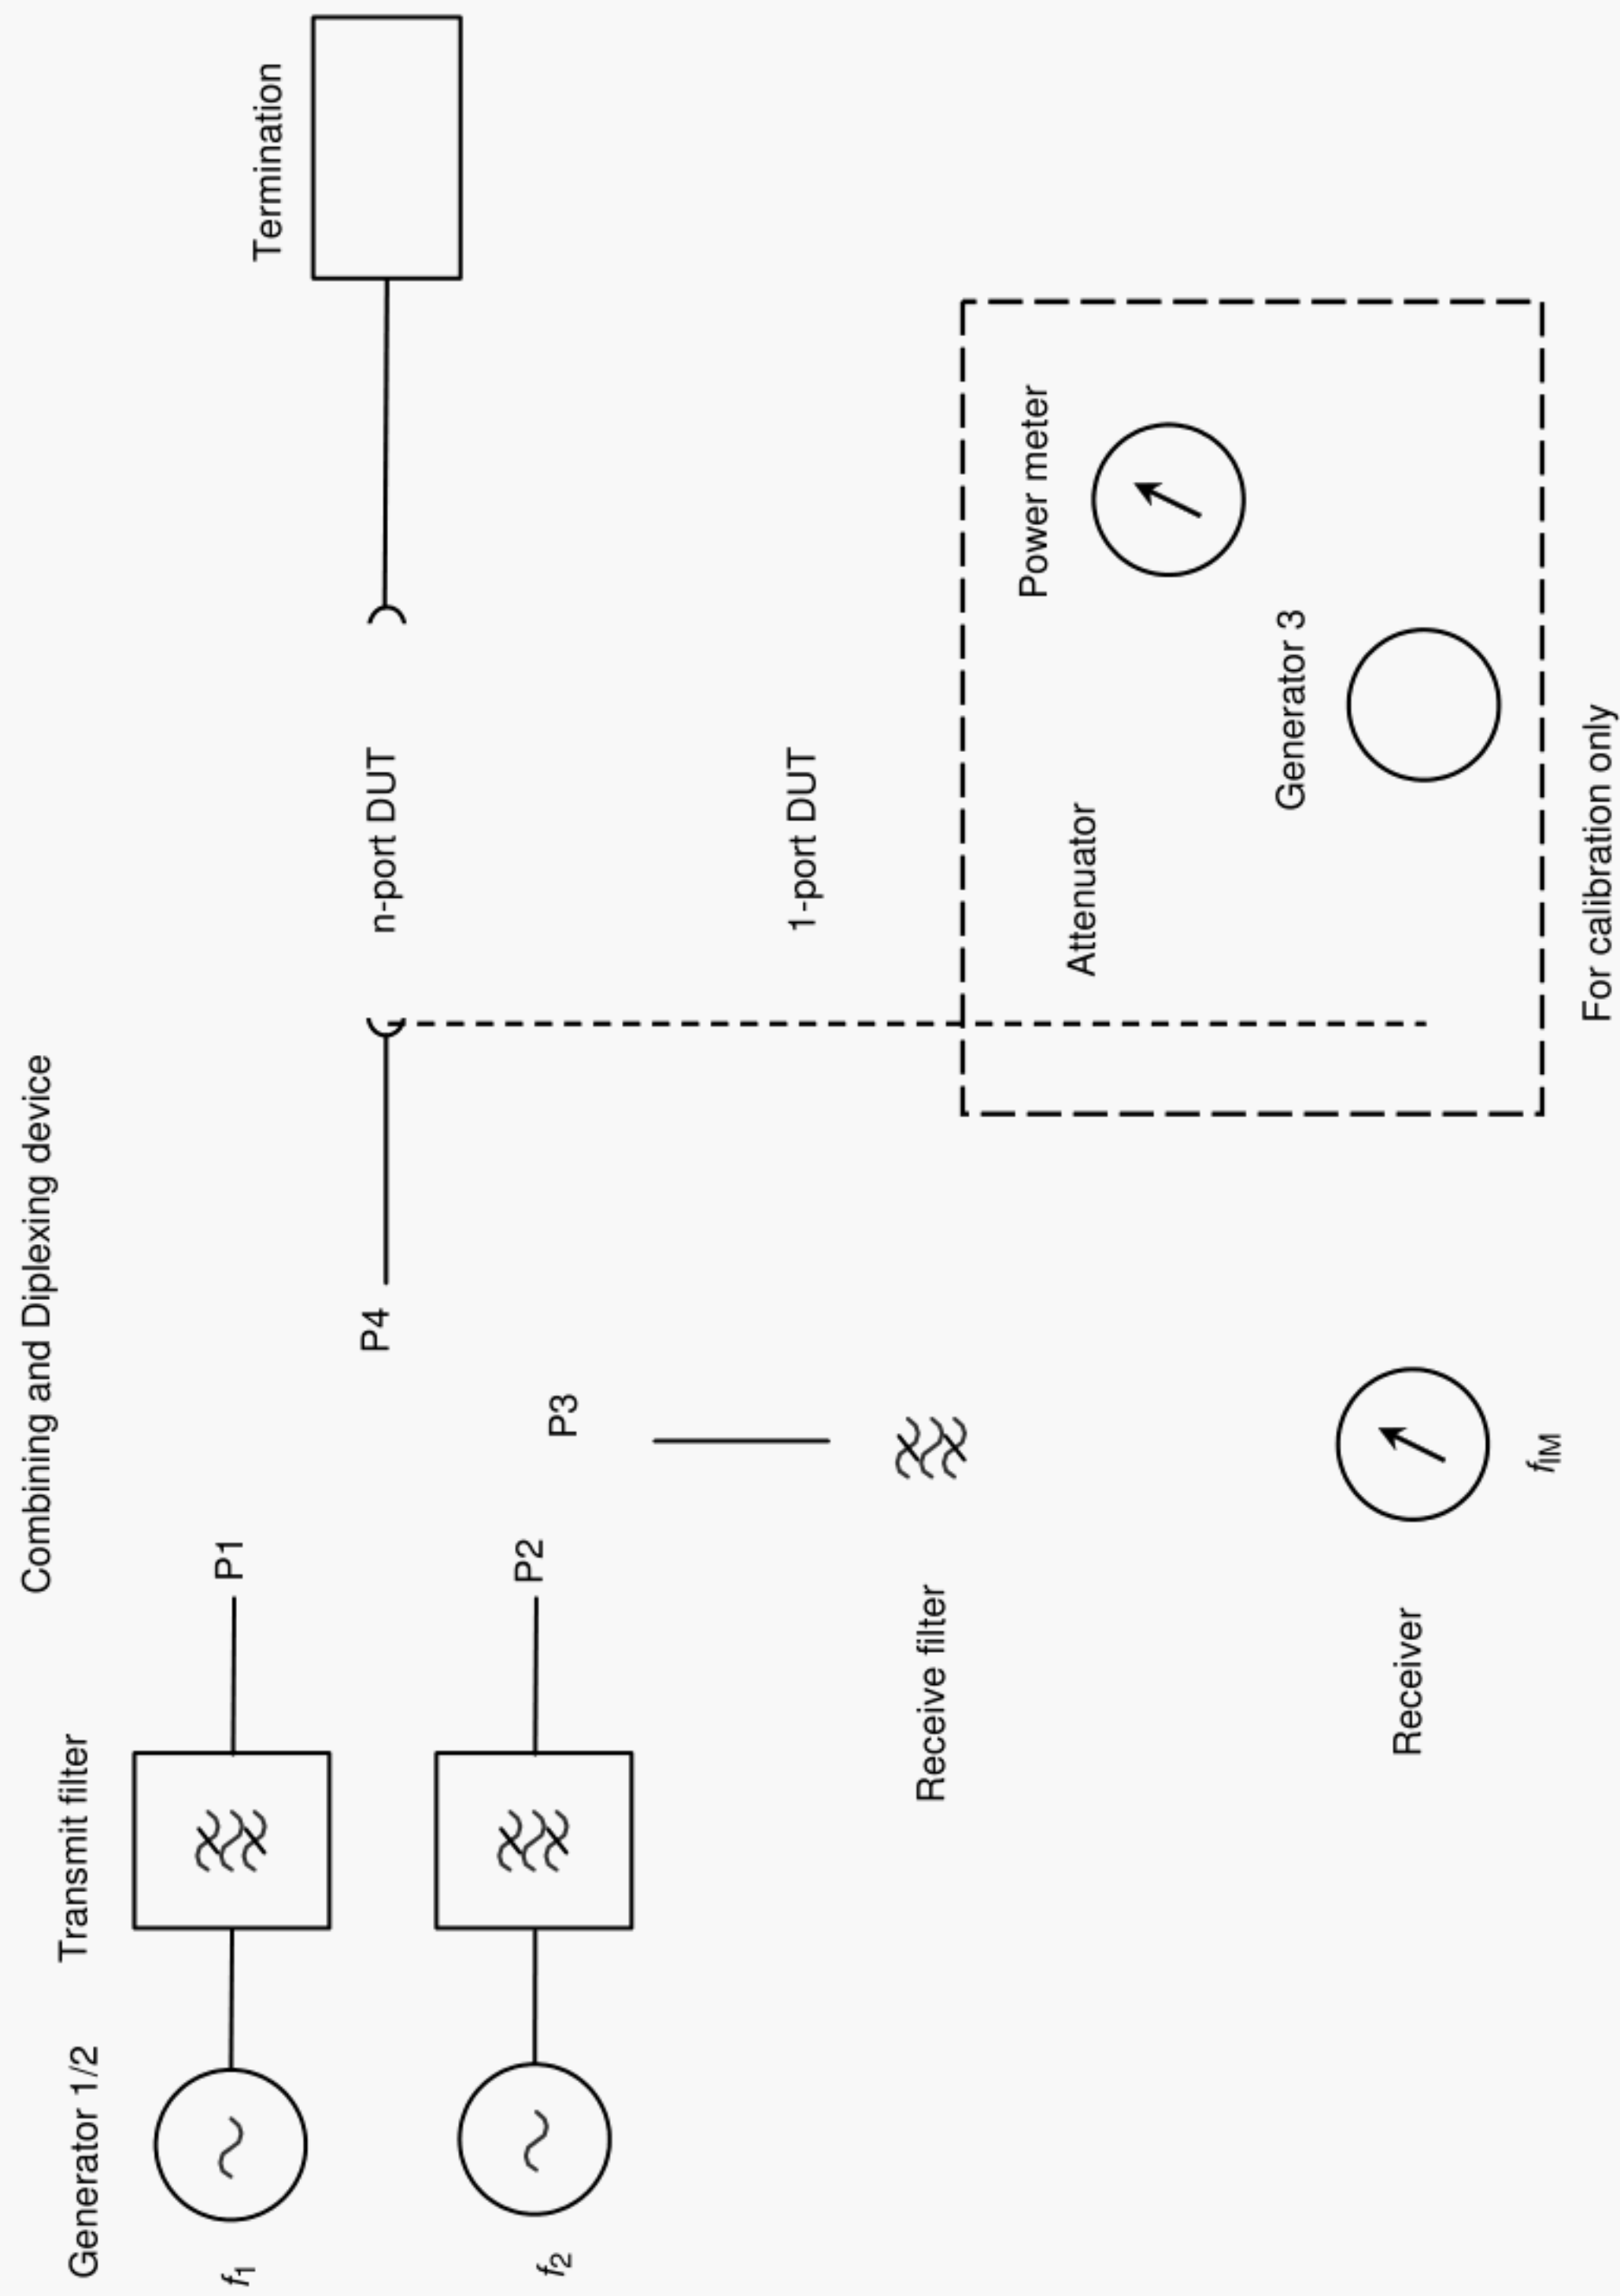 Combining and Diplexing device
Generator 1/2
Transmit filter
Termination
f1
P1
P4
n-port DUT
f2
P2
P3
1-port DUT
Receive filter
Power meter
Attenuator
Generator 3
Receiver
fIM
For calibration only